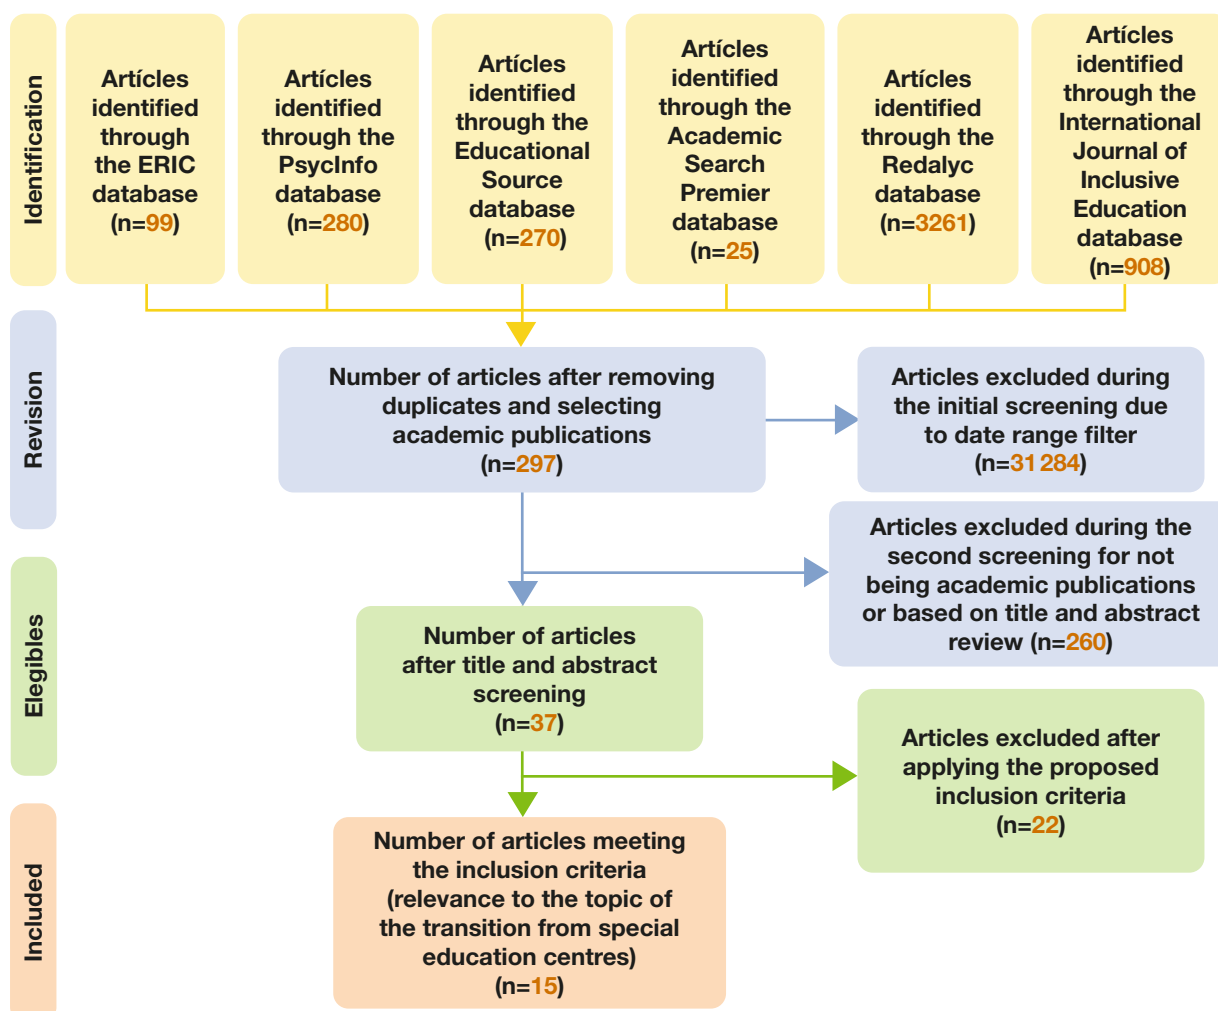 Identification
Artícles
identified
through
the ERIC
database
(n=99)
Artícles
identified
through the
PsycInfo
database
(n=280)
Artícles
identified
through the
Educational
Source
database
(n=270)
Artícles
identified
through the
Academic
Search
Premier
database
(n=25)
Artícles
identified
through the
Redalyc
database
(n=3261)
Artícles
identified
through the
International
Journal of
Inclusive
Education
database
(n=908)
Revision
Number of articles after removing
duplicates and selecting
academic publications
(n=297)
Articles excluded during
the initial screening due
to date range filter
(n=31 284)
Articles excluded during the
second screening for not
being academic publications
or based on title and abstract
review (n=260)
Elegibles
Number of articles
after title and abstract
screening
(n=37)
Articles excluded after
applying the proposed
inclusion criteria
(n=22)
Included
Number of articles meeting
the inclusion criteria
(relevance to the topic of
the transition from special
education centres)
(n=15)